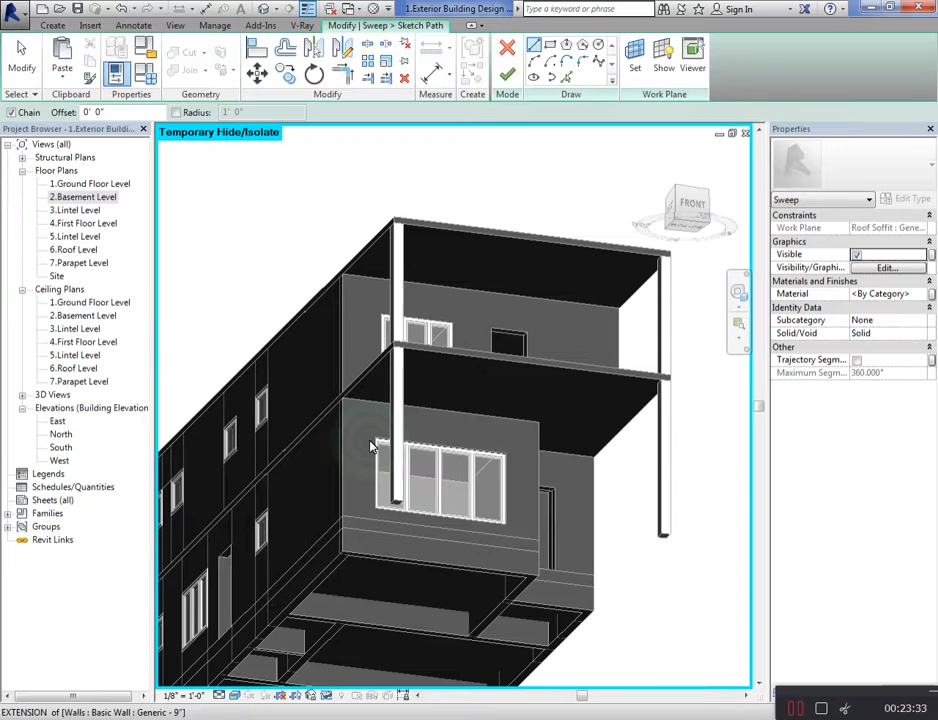 1.Exterior Building Design ...
Type a keyword or phrase
Sign In
Create
Insert
Annotate
View
Manage
Add-Ins
Modify | Sweep > Sketch Path
Modify
Paste
Cut
Join
Set
Show
Viewer
Select
Clipboard
Properties
Geometry
Modify
Measure
Create
Mode
Draw
Work Plane
Chain
Offset:
0' 0"
Radius:
1' 0"
Project Browser - 1.Exterior Buildin...
Views (all)
Structural Plans
Floor Plans
1.Ground Floor Level
2.Basement Level
3.Lintel Level
4.First Floor Level
5.Lintel Level
6.Roof Level
7.Parapet Level
Site
Ceiling Plans
1.Ground Floor Level
2.Basement Level
3.Lintel Level
4.First Floor Level
5.Lintel Level
6.Roof Level
7.Parapet Level
3D Views
Elevations (Building Elevation
East
North
South
West
Legends
Schedules/Quantities
Sheets (all)
Families
Groups
Revit Links
Temporary Hide/Isolate
FRONT
Properties
Sweep
Edit Type
Constraints
Work Plane
Roof Soffit : Gene...
Graphics
Visible
Visibility/Graphi...
Edit...
Materials and Finishes
Material
<By Category>
Identity Data
Subcategory
None
Solid/Void
Solid
Other
Trajectory Segm...
Maximum Segm...
360.000°
1/8" = 1'-0"
EXTENSION of [Walls : Basic Wall : Generic - 9"]
00:23:33